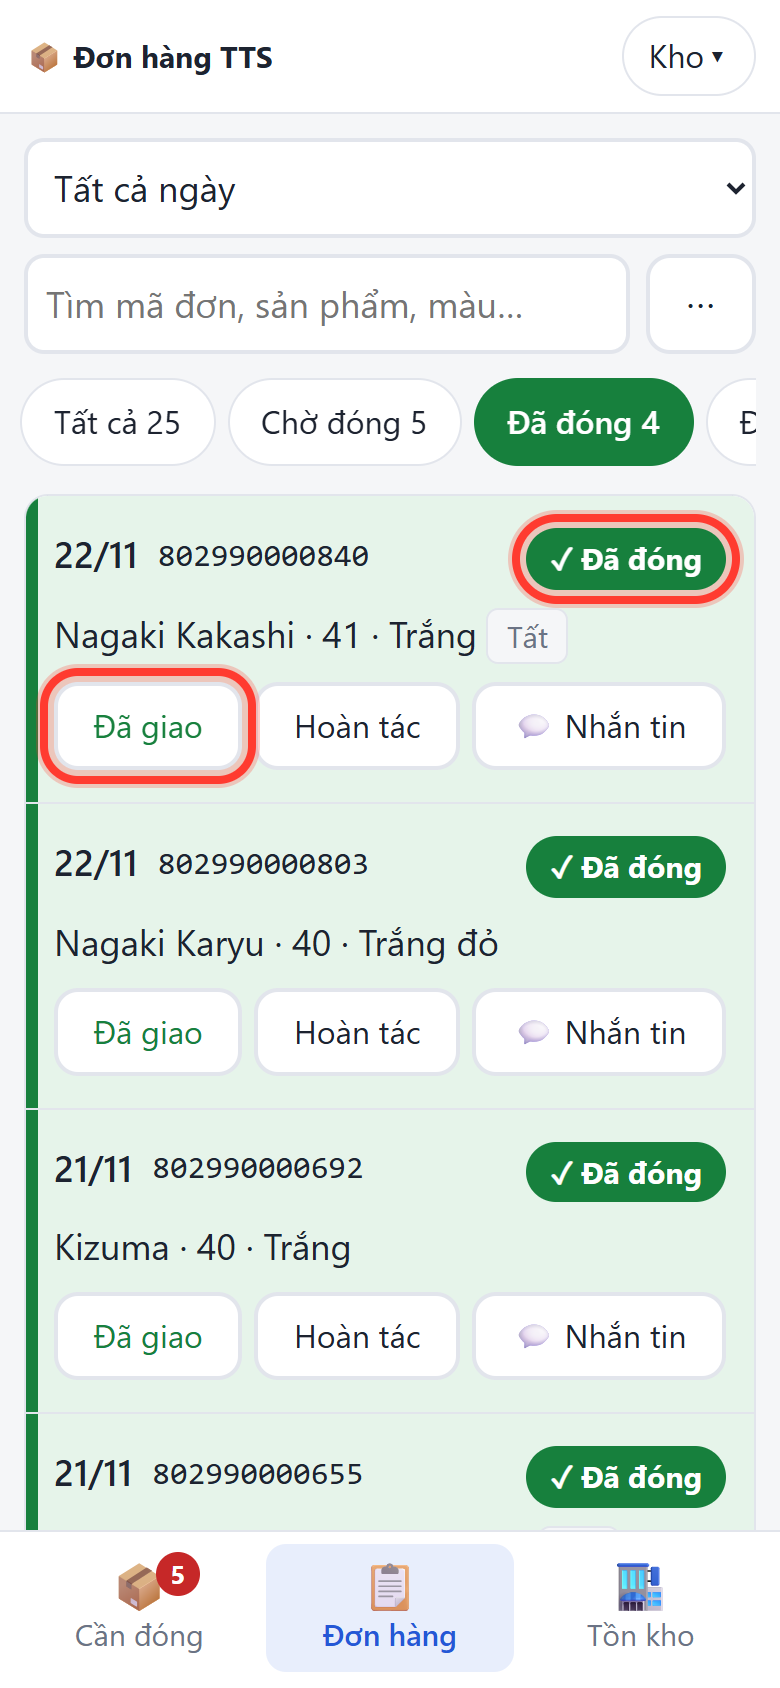 Đơn hàng TTS
Kho ▾
Tất cả ngày
Tìm mã đơn, sản phẩm, màu...
...
Tất cả 25
Chờ đóng 5
Đã đóng 4
22/11 802990000840
✓ Đã đóng
Nagaki Kakashi · 41 · Trắng
Tất
Đã giao
Hoàn tác
Nhắn tin
22/11 802990000803
✓ Đã đóng
Nagaki Karyu · 40 · Trắng đỏ
Đã giao
Hoàn tác
Nhắn tin
21/11 802990000692
✓ Đã đóng
Kizuma · 40 · Trắng
Đã giao
Hoàn tác
Nhắn tin
21/11 802990000655
✓ Đã đóng
5
Cần đóng
Đơn hàng
Tồn kho